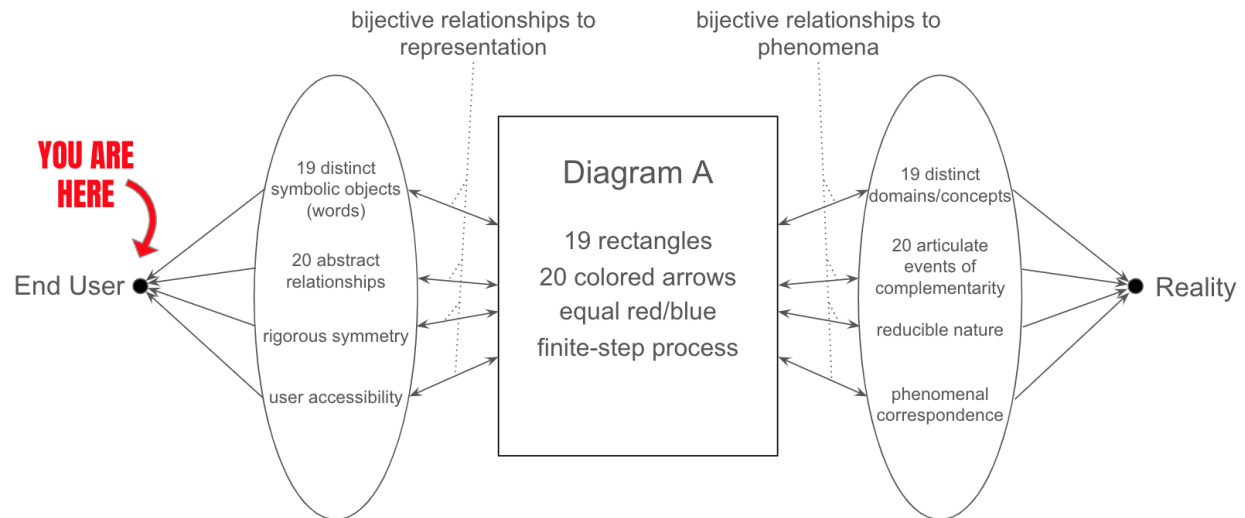 bijective relationships to
representation
bijective relationships to
phenomena
YOU ARE
HERE
End User
19 distinct
symbolic objects
(words)
20 abstract
relationships
rigorous symmetry
user accessibility
Diagram A
19 rectangles
20 colored arrows
equal red/blue
finite-step process
19 distinct
domains/concepts
20 articulate
events of
complementarity
reducible nature
phenomenal
correspondence
Reality